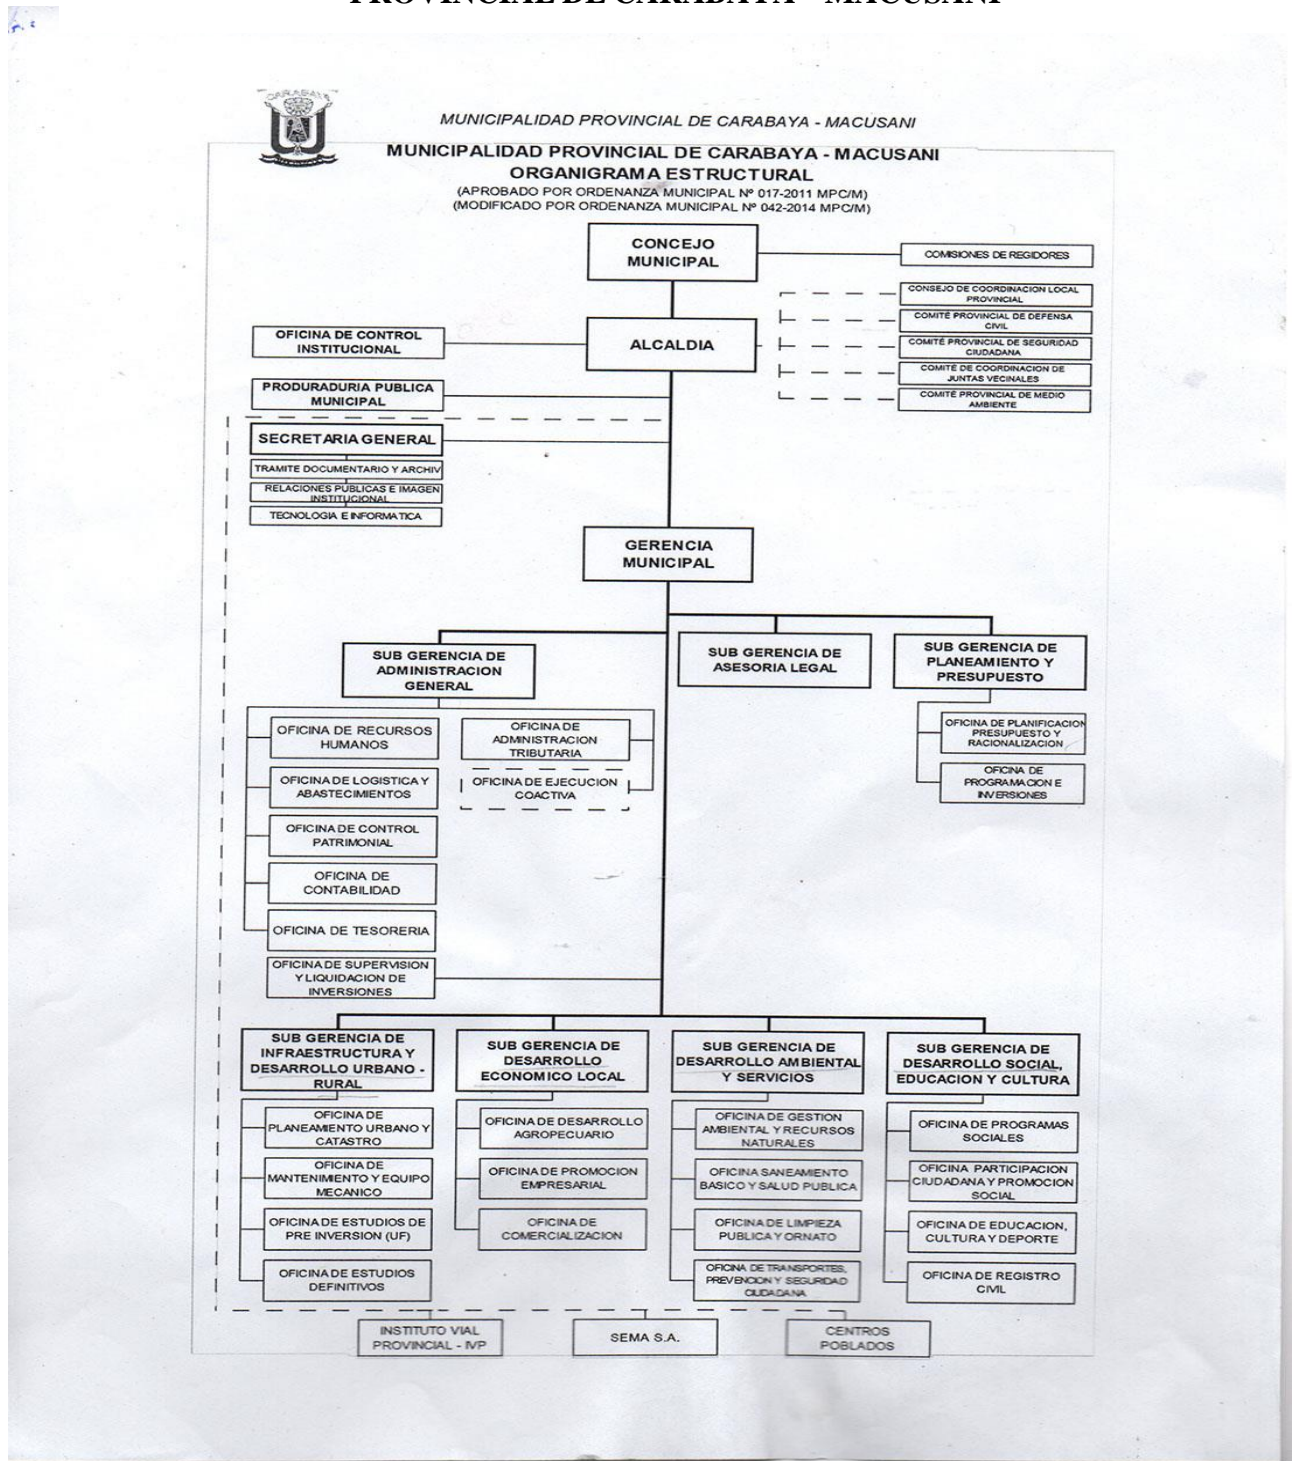 PROVINCIAL DE CARABAYA - MACUSANI
CARABAYA
MUNICIPALIDAD PROVINCIAL DE CARABAYA - MACUSANI
MUNICIPALIDAD PROVINCIAL DE CARABAYA - MACUSANI
ORGANIGRAMA ESTRUCTURAL
(APROBADO POR ORDENANZA MUNICIPAL Nº 017-2011 MPC/M)
(MODIFICADO POR ORDENANZA MUNICIPAL Nº 042-2014 MPC/M)
CONCEJO
MUNICIPAL
COMISIONES DE REGIDORES
CONSEJO DE COORDINACION LOCAL
PROVINCIAL
COMITÉ PROVINCIAL DE DEFENSA
CIVIL
COMITÉ PROVINCIAL DE SEGURIDAD
CIUDADANA
COMITÉ DE COORDINACION DE
JUNTAS VECINALES
COMITÉ PROVINCIAL DE MEDIO
AMBIENTE
ALCALDIA
OFICINA DE CONTROL
INSTITUCIONAL
PRODURADURIA PUBLICA
MUNICIPAL
SECRETARIA GENERAL
TRAMITE DOCUMENTARIO Y ARCHIV
RELACIONES PUBLICAS E IMAGEN
INSTITUCIONAL
TECNOLOGIA E INFORMATICA
GERENCIA
MUNICIPAL
SUB GERENCIA DE
ADMINISTRACION
GENERAL
SUB GERENCIA DE
ASESORIA LEGAL
SUB GERENCIA DE
PLANEAMIENTO Y
PRESUPUESTO
OFICINA DE RECURSOS
HUMANOS
OFICINA DE LOGISTICA Y
ABASTECIMIENTOS
OFICINA DE CONTROL
PATRIMONIAL
OFICINA DE
CONTABILIDAD
OFICINA DE TESORERIA
OFICINA DE SUPERVISION
Y LIQUIDACION DE
INVERSIONES
OFICINA DE
ADMINISTRACION
TRIBUTARIA
OFICINA DE EJECUCION
COACTIVA
OFICINA DE PLANIFICACION
PRESUPUESTO Y
RACIONALIZACION
OFICINA DE
PROGRAMACION E
INVERSIONES
SUB GERENCIA DE
INFRAESTRUCTURA Y
DESARROLLO URBANO -
RURAL
OFICINA DE
PLANEAMIENTO URBANO Y
CATASTRO
OFICINA DE
MANTENIMIENTO Y EQUIPO
MECANICO
OFICINA DE ESTUDIOS DE
PRE INVERSION (UF)
OFICINA DE ESTUDIOS
DEFINITIVOS
SUB GERENCIA DE
DESARROLLO
ECONOMICO LOCAL
OFICINA DE DESARROLLO
AGROPECUARIO
OFICINA DE PROMOCION
EMPRESARIAL
OFICINA DE
COMERCIALIZACION
SUB GERENCIA DE
DESARROLLO AMBIENTAL
Y SERVICIOS
OFICINA DE GESTION
AMBIENTAL Y RECURSOS
NATURALES
OFICINA SANEAMIENTO
BASICO Y SALUD PUBLICA
OFICINA DE LIMPIEZA
PUBLICA Y ORNATO
OFICINA DE TRANSPORTES,
PREVENCION Y SEGURIDAD
CIUDADANA
SUB GERENCIA DE
DESARROLLO SOCIAL,
EDUCACION Y CULTURA
OFICINA DE PROGRAMAS
SOCIALES
OFICINA PARTICIPACION
CIUDADANA Y PROMOCION
SOCIAL
OFICINA DE EDUCACION,
CULTURA Y DEPORTE
OFICINA DE REGISTRO
CIVIL
INSTITUTO VIAL
PROVINCIAL - IVP
SEMA S.A.
CENTROS
POBLADOS